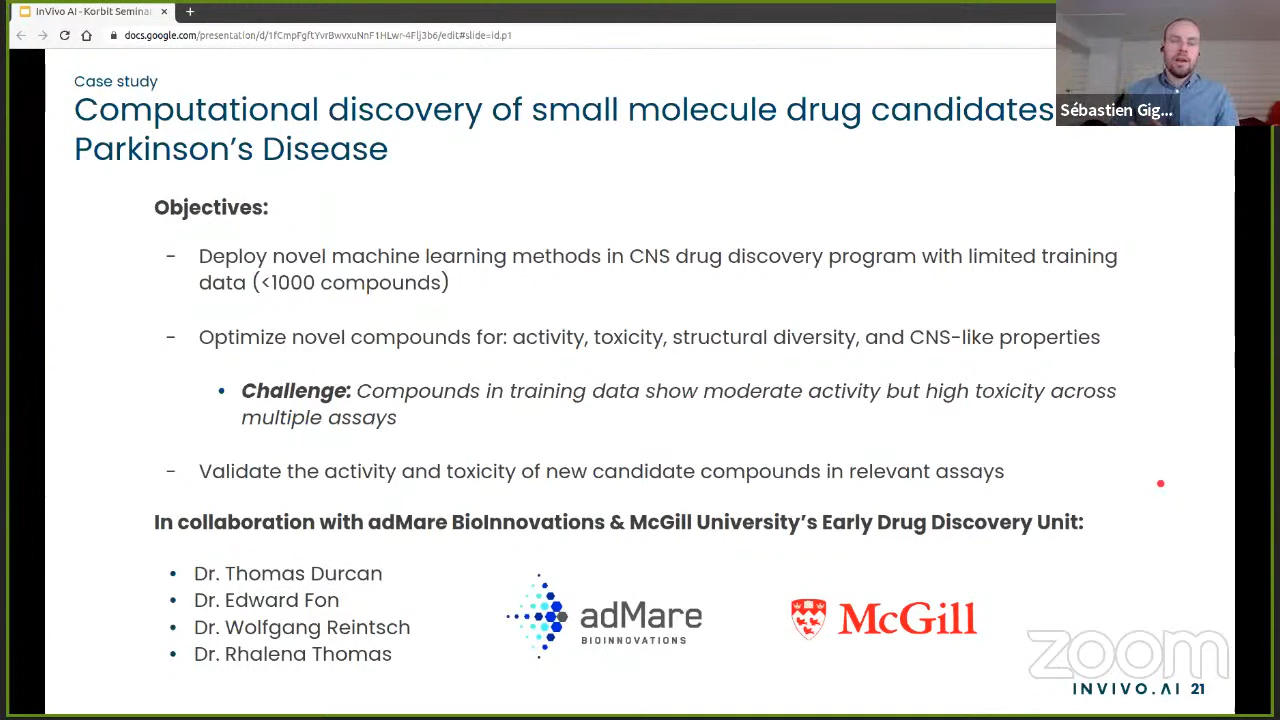 InVivo AI - Korbit Seminar
docs.google.com/presentation/d/1fCmpFgftYvrBwvxuNnF1HLwr-4Flj3b6/edit#slide=id.p1
Sébastien Gig...
Case study
Computational discovery of small molecule drug candidates
Parkinson's Disease
Objectives:
- Deploy novel machine learning methods in CNS drug discovery program with limited training
data (<1000 compounds)
- Optimize novel compounds for: activity, toxicity, structural diversity, and CNS-like properties
• Challenge: Compounds in training data show moderate activity but high toxicity across
multiple assays
- Validate the activity and toxicity of new candidate compounds in relevant assays
In collaboration with adMare BioInnovations & McGill University's Early Drug Discovery Unit:
• Dr. Thomas Durcan
• Dr. Edward Fon
• Dr. Wolfgang Reintsch
• Dr. Rhalena Thomas
adMare
BIOINNOVATIONS
McGill
zoom
INVIVO.AI 21